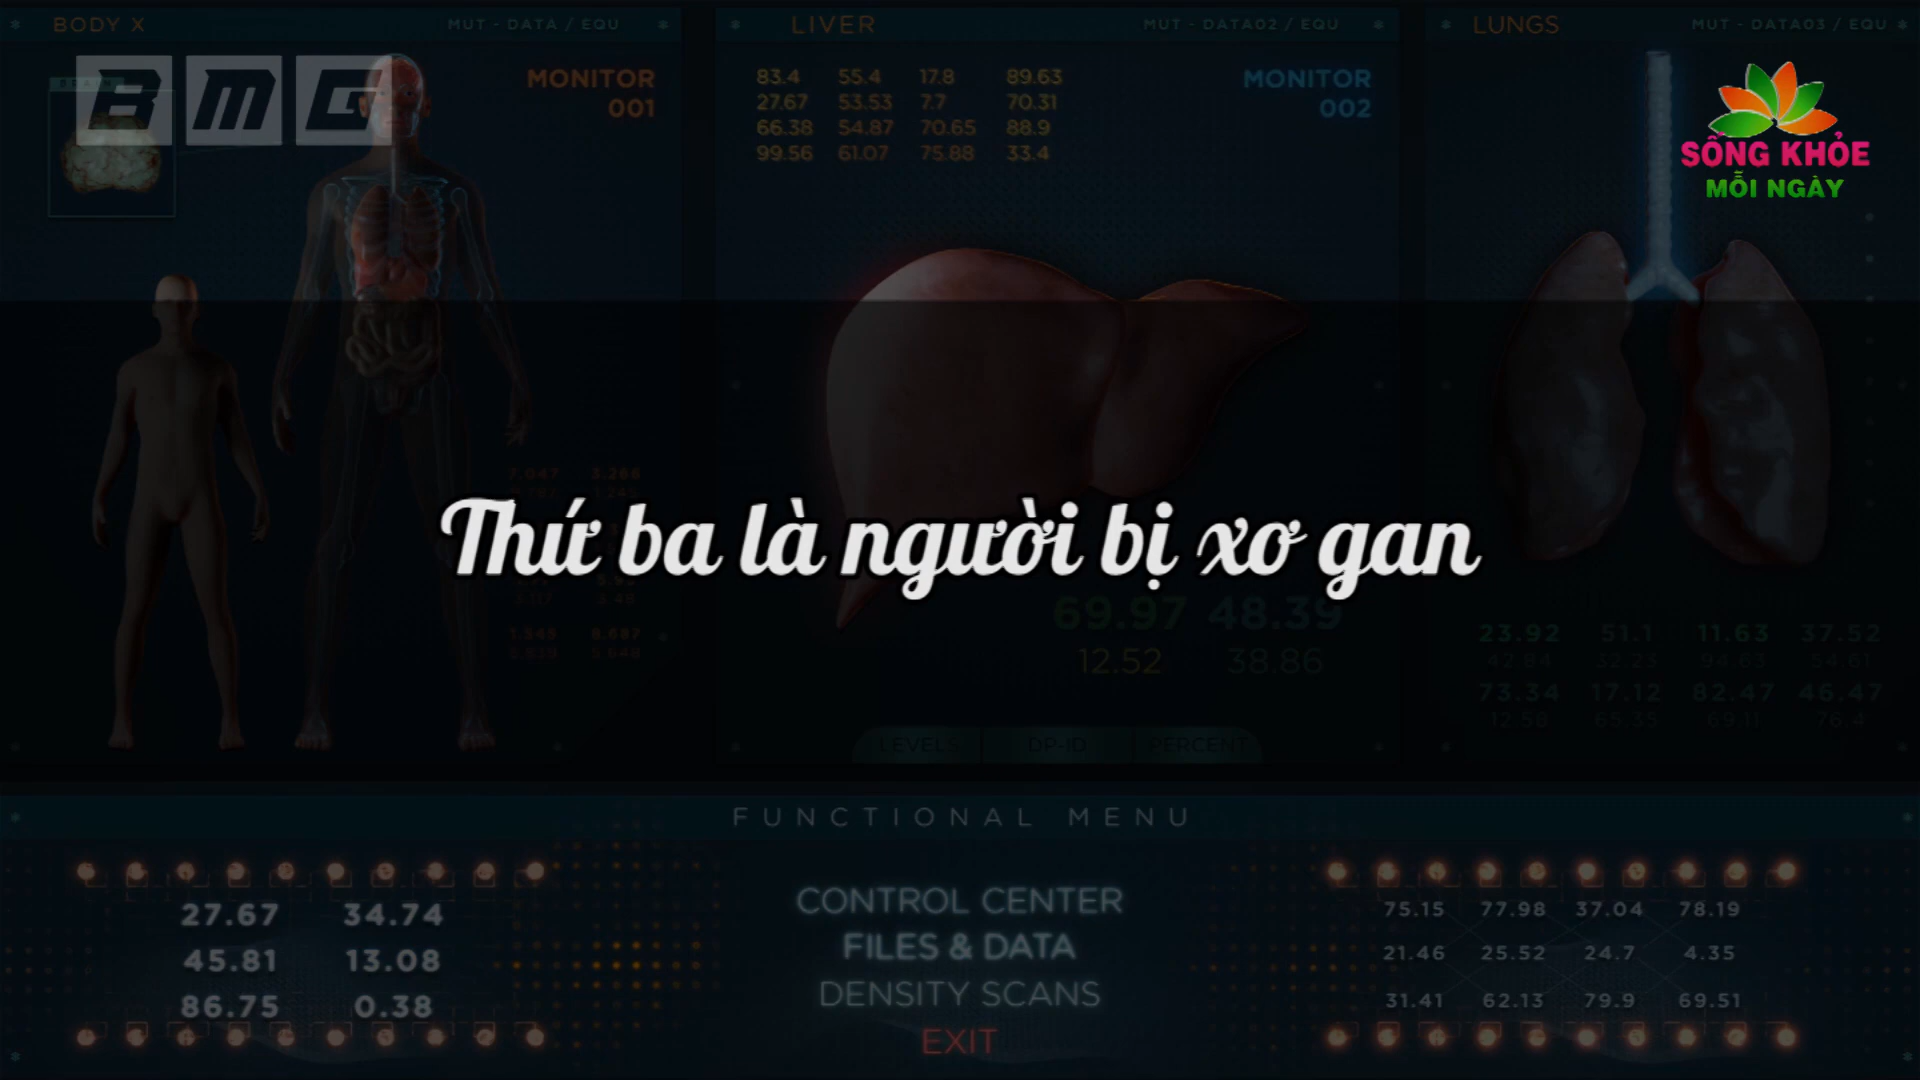 BODY X
MUT - DATA / EQU
LIVER
MUT - DATA02 / EQU
LUNGS
MUT - DATA03 / EQU
BMG
MONITOR
001
83.4 55.4 17.8 89.63
27.67 53.53 7.7 70.31
66.38 54.87 70.65 88.9
99.56 61.07 75.88 33.4
MONITOR
002
SỐNG KHỎE
MỖI NGÀY
Thứ ba là người bị xơ gan
69.97 48.39
12.52 38.86
23.92 51.1 11.63 37.52
73.34 17.12 82.47 46.47
LEVELS DP-ID PERCENT
FUNCTIONAL MENU
CONTROL CENTER
FILES & DATA
DENSITY SCANS
EXIT
27.67 34.74
45.81 13.08
86.75 0.38
75.15 77.98 37.04 78.19
21.46 25.52 24.7 4.35
31.41 62.13 79.9 69.51